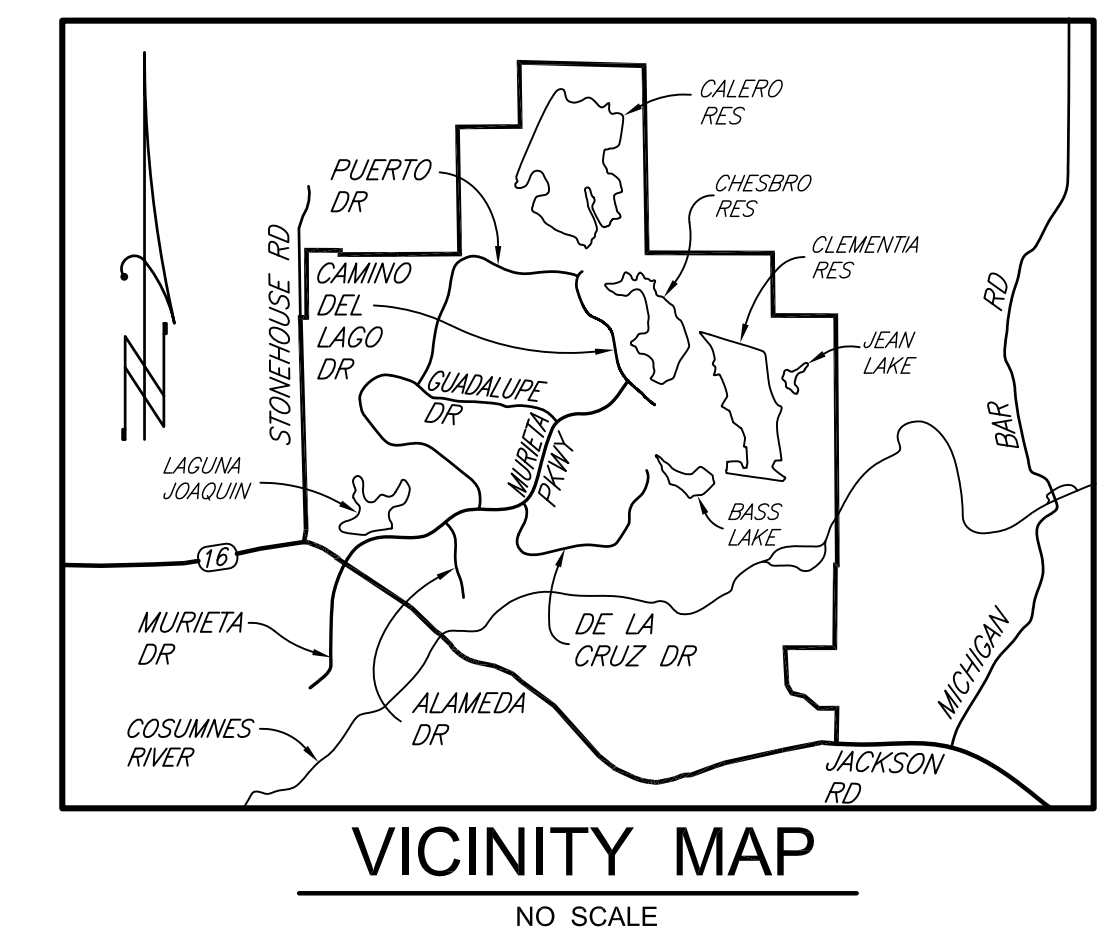 CALERO
RES
PUERTO
DR
CHESBRO
RES
STONEHOUSE RD
CAMINO
DEL
LAGO
DR
CLEMENTIA
RES
RD
JEAN
LAKE
N
GUADALUPE
DR
BAR
MURIETA
PKWY
LAGUNA
JOAQUIN
BASS
LAKE
16
MURIETA
DR
DE LA
CRUZ DR
MICHIGAN
ALAMEDA
DR
COSUMNES
RIVER
JACKSON
RD
VICINITY MAP
NO SCALE